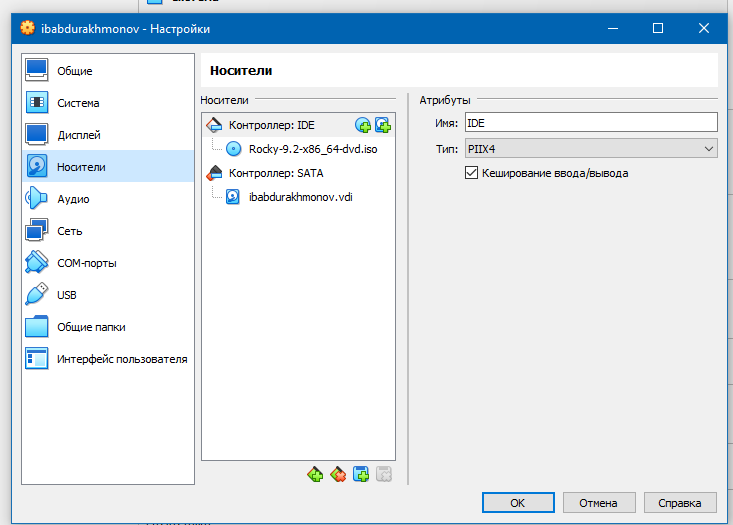 ibabdurakhmonov - Настройки
Общие
Система
Дисплей
Носители
Аудио
Сеть
COM-порты
USB
Общие папки
Интерфейс пользователя
Носители
Носители
Контроллер: IDE
Rocky-9.2-x86_64-dvd.iso
Контроллер: SATA
ibabdurakhmonov.vdi
Атрибуты
Имя: IDE
Тип: PIIX4
Кеширование ввода/вывода
OK
Отмена
Справка